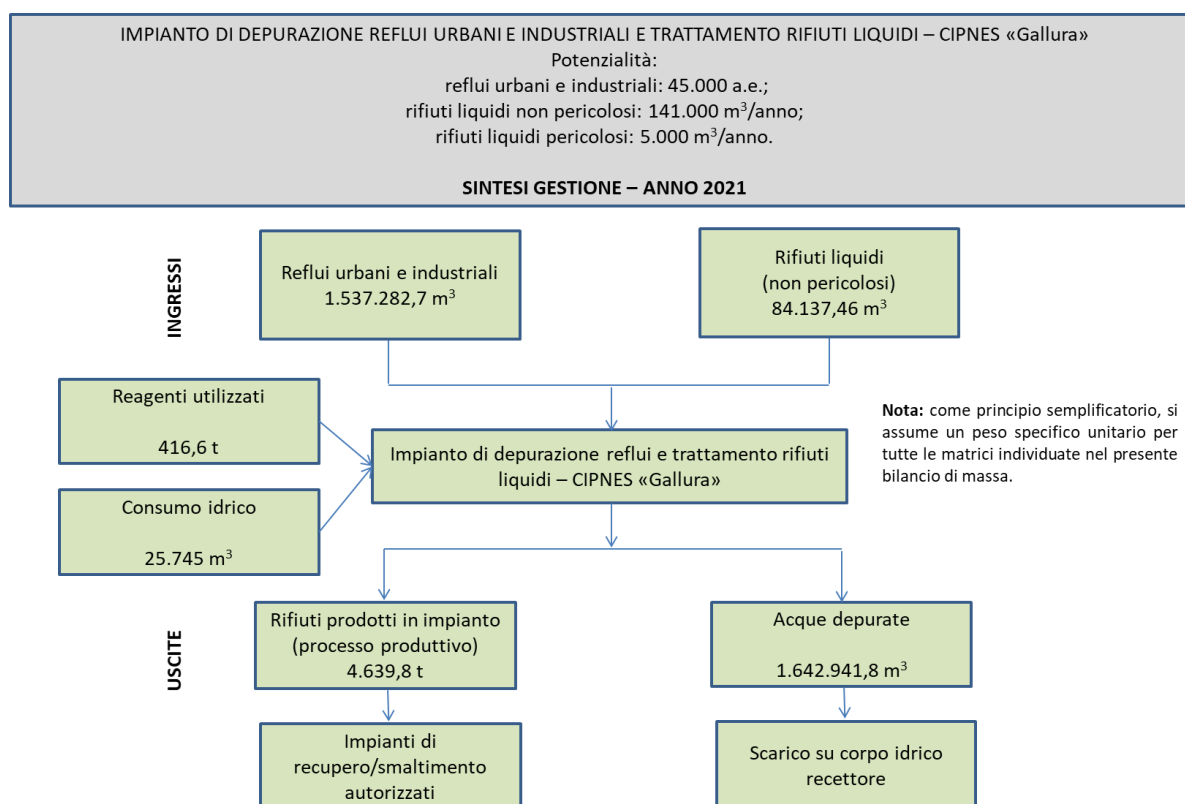 IMPIANTO DI DEPURAZIONE REFLUI URBANI E INDUSTRIALI E TRATTAMENTO RIFIUTI LIQUIDI – CIPNES «Gallura»
Potenzialità:
reflui urbani e industriali: 45.000 a.e.;
rifiuti liquidi non pericolosi: 141.000 m³/anno;
rifiuti liquidi pericolosi: 5.000 m³/anno.
SINTESI GESTIONE – ANNO 2021
INGRESSI
Reflui urbani e industriali
1.537.282,7 m³
Rifiuti liquidi
(non pericolosi)
84.137,46 m³
Reagenti utilizzati
416,6 t
Consumo idrico
25.745 m³
Impianto di depurazione reflui e trattamento rifiuti
liquidi – CIPNES «Gallura»
Nota: come principio semplificatorio, si
assume un peso specifico unitario per
tutte le matrici individuate nel presente
bilancio di massa.
USCITE
Rifiuti prodotti in impianto
(processo produttivo)
4.639,8 t
Acque depurate
1.642.941,8 m³
Impianti di
recupero/smaltimento
autorizzati
Scarico su corpo idrico
recettore